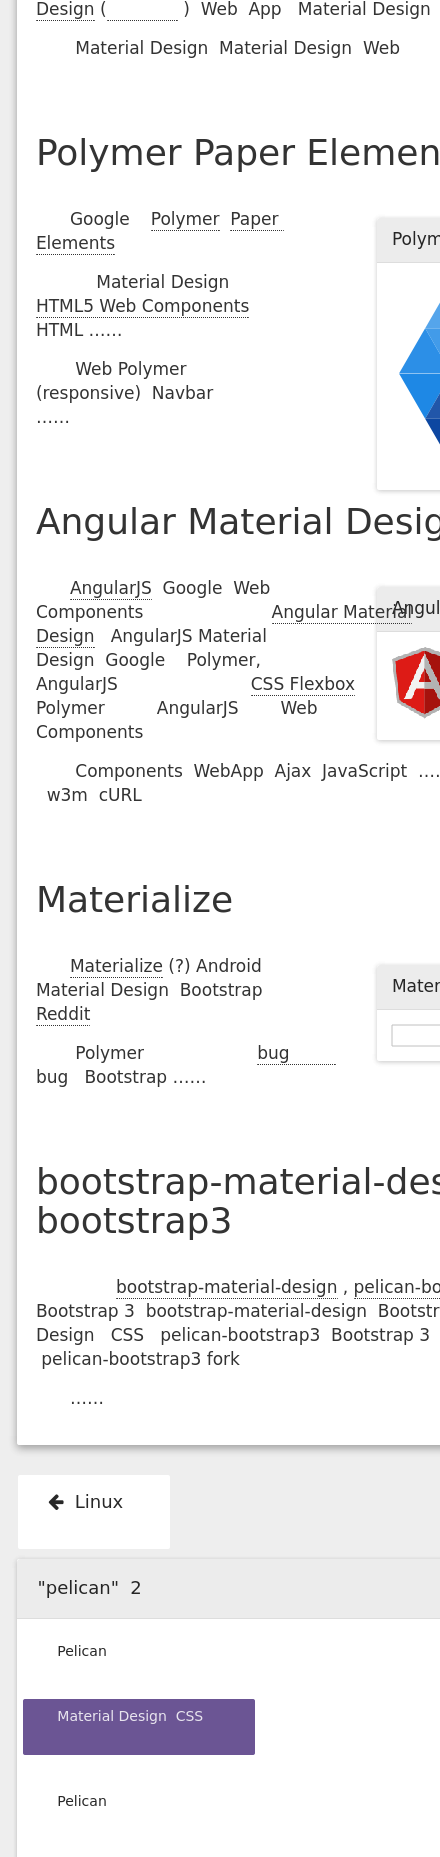 Design ( ) Web App Material Design
Material Design Material Design Web
Polymer Paper Elemen
Google Polymer Paper
Elements
Material Design
HTML5 Web Components
HTML ……
Web Polymer
(responsive) Navbar
……
Polym
Angular Material Desig
AngularJS Google Web
Components Angular Material
Design AngularJS Material
Design Google Polymer,
AngularJS CSS Flexbox
Polymer AngularJS Web
Components
Angul
Components WebApp Ajax JavaScript ….
w3m cURL
Materialize
Materialize (?) Android
Material Design Bootstrap
Reddit
Polymer bug
bug Bootstrap ……
Mater
bootstrap-material-des
bootstrap3
bootstrap-material-design , pelican-bo
Bootstrap 3 bootstrap-material-design Bootstr
Design CSS pelican-bootstrap3 Bootstrap 3
pelican-bootstrap3 fork
……
Linux
"pelican" 2
Pelican
Material Design CSS
Pelican